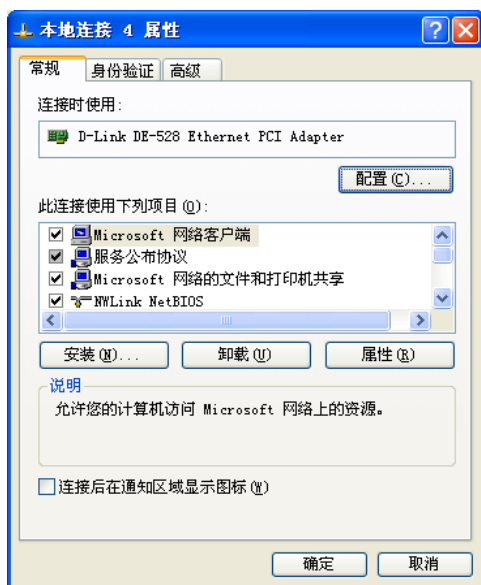 本地连接 4 属性
常规 身份验证 高级
连接时使用:
D-Link DE-528 Ethernet PCI Adapter
配置(C)...
此连接使用下列项目(O):
Microsoft 网络客户端
服务公布协议
Microsoft 网络的文件和打印机共享
NWLink NetBIOS
安装(N)... 卸载(U) 属性(R)
说明
允许您的计算机访问 Microsoft 网络上的资源。
连接后在通知区域显示图标(W)
确定 取消